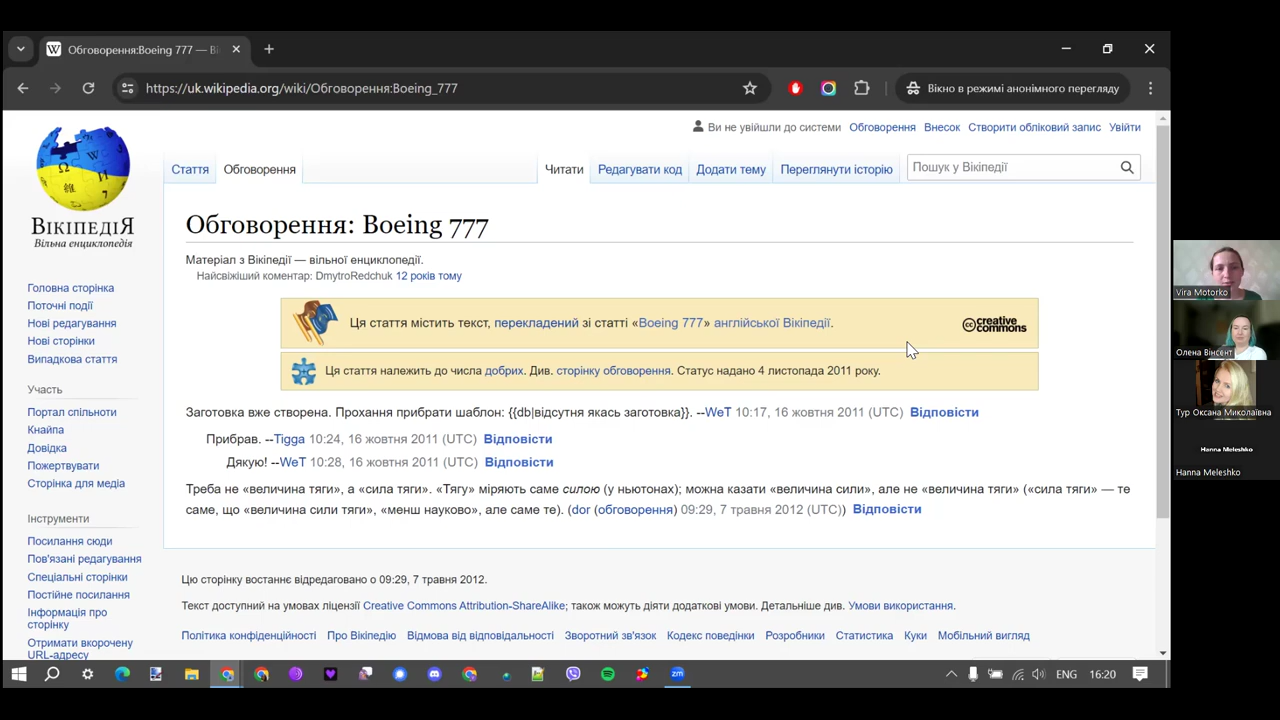 Обговорення:Boeing 777 — Ві
https://uk.wikipedia.org/wiki/Обговорення:Boeing_777
Вікно в режимі анонімного перегляду
Ви не увійшли до системи Обговорення Внесок Створити обліковий запис Увійти
Стаття Обговорення Читати Редагувати код Додати тему Переглянути історію Пошук у Вікіпедії
ВІКІПЕДІЯ
Вільна енциклопедія
Головна сторінка
Поточні події
Нові редагування
Нові сторінки
Випадкова стаття
Участь
Портал спільноти
Кнайпа
Довідка
Пожертвувати
Сторінка для медіа
Інструменти
Посилання сюди
Пов'язані редагування
Спеціальні сторінки
Постійне посилання
Інформація про
сторінку
Отримати вкорочену
URL-адресу
Обговорення: Boeing 777
Матеріал з Вікіпедії — вільної енциклопедії.
Найсвіжіший коментар: DmytroRedchuk 12 років тому
Ця стаття містить текст, перекладений зі статті «Boeing 777» англійської Вікіпедії.
cc creative
commons
Ця стаття належить до числа добрих. Див. сторінку обговорення. Статус надано 4 листопада 2011 року.
Заготовка вже створена. Прохання прибрати шаблон: {{db|відсутня якась заготовка}}. --WeT 10:17, 16 жовтня 2011 (UTC) Відповісти
Прибрав. --Tigga 10:24, 16 жовтня 2011 (UTC) Відповісти
Дякую! --WeT 10:28, 16 жовтня 2011 (UTC) Відповісти
Треба не «величина тяги», а «сила тяги». «Тягу» міряють саме силою (у ньютонах); можна казати «величина сили», але не «величина тяги» («сила тяги» — те
саме, що «величина сили тяги», «менш науково», але саме те). (dor (обговорення) 09:29, 7 травня 2012 (UTC)) Відповісти
Цю сторінку востаннє відредаговано о 09:29, 7 травня 2012.
Текст доступний на умовах ліцензії Creative Commons Attribution-ShareAlike; також можуть діяти додаткові умови. Детальніше див. Умови використання.
Політика конфіденційності Про Вікіпедію Відмова від відповідальності Зворотний зв'язок Кодекс поведінки Розробники Статистика Куки Мобільний вигляд
Vira Motorko
Олена Вінсент
Тур Оксана Миколаївна
Hanna Meleshko
Hanna Meleshko
zm
ENG 16:20